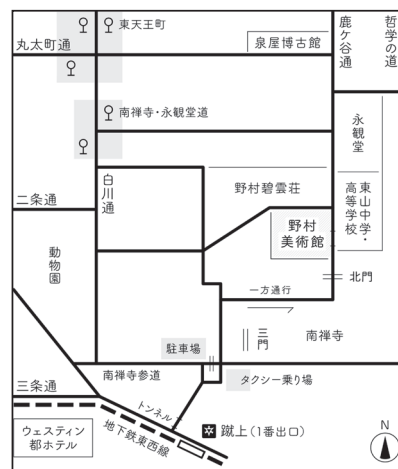 東天王町
丸太町通
泉屋博古館
鹿ケ谷通
哲学の道
南禅寺・永観堂道
永観堂
白川通
野村碧雲荘
東山中学・
高等学校
二条通
野村
美術館
動物園
北門
一方通行
三門
南禅寺
駐車場
南禅寺参道
タクシー乗り場
三条通
トンネル
地下鉄東西線
蹴上（1番出口）
ウェスティン
都ホテル
N